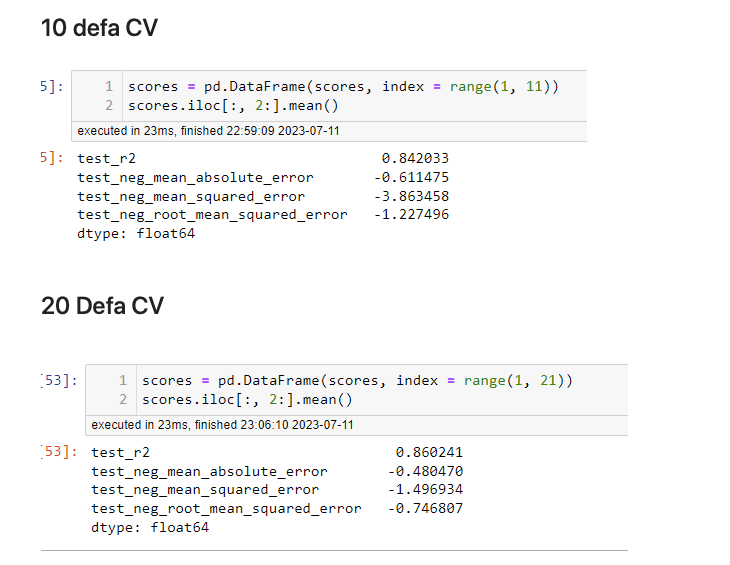 10 defa CV
5]:
1 scores = pd.DataFrame(scores, index = range(1, 11))
2 scores.iloc[:, 2:].mean()
executed in 23ms, finished 22:59:09 2023-07-11
5]: test_r2 0.842033
test_neg_mean_absolute_error -0.611475
test_neg_mean_squared_error -3.863458
test_neg_root_mean_squared_error -1.227496
dtype: float64
20 Defa CV
[53]:
1 scores = pd.DataFrame(scores, index = range(1, 21))
2 scores.iloc[:, 2:].mean()
executed in 23ms, finished 23:06:10 2023-07-11
[53]: test_r2 0.860241
test_neg_mean_absolute_error -0.480470
test_neg_mean_squared_error -1.496934
test_neg_root_mean_squared_error -0.746807
dtype: float64